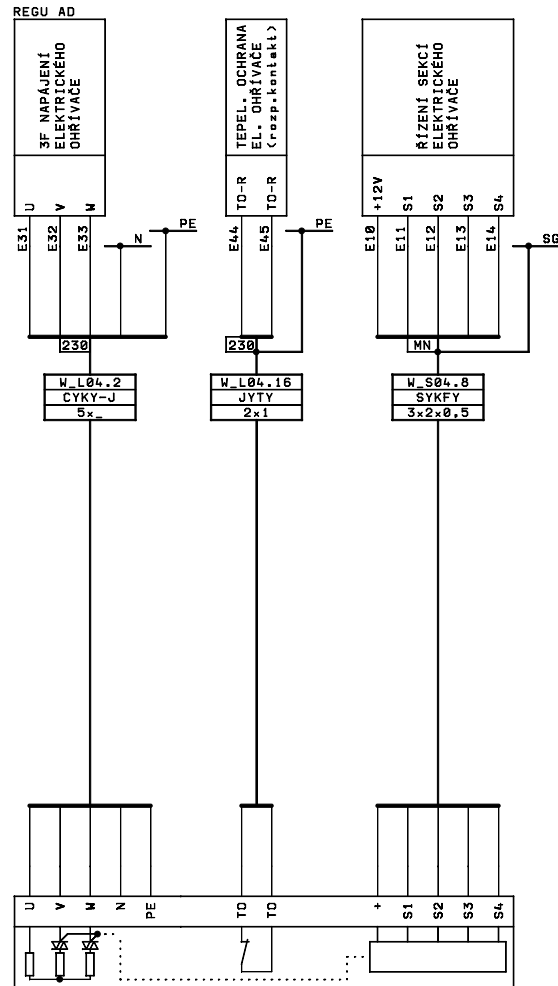 REGU AD
3F NAPÁJENÍ
ELEKTRICKÉHO
OHŘÍVAČE
TEPEL. OCHRANA
EL. OHŘÍVAČE
(rozp.kontakt)
ŘÍZENÍ SEKCÍ
ELEKTRICKÉHO
OHŘÍVAČE
U
V
W
TO-R
TO-R
+12V
S1
S2
S3
S4
E31
E32
E33
N
PE
E44
E45
PE
E10
E11
E12
E13
E14
SG
230
230
MN
W_L04.2
CYKY-J
5x_
W_L04.16
JYTY
2x1
W_S04.8
SYKFY
3x2x0,5
U
V
W
N
PE
TO
TO
+
S1
S2
S3
S4